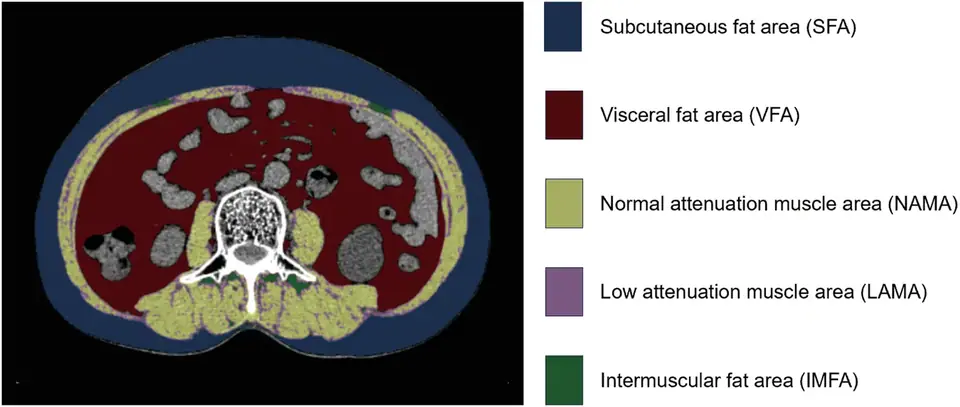 Subcutaneous fat area (SFA)
Visceral fat area (VFA)
Normal attenuation muscle area (NAMA)
Low attenuation muscle area (LAMA)
Intermuscular fat area (IMFA)